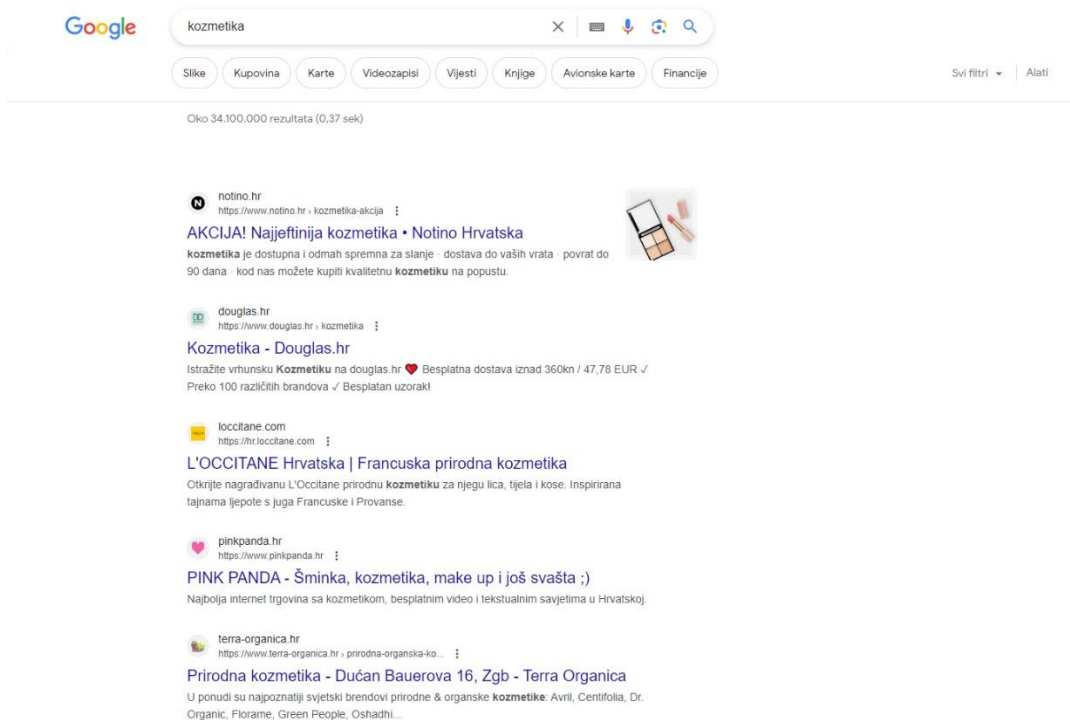 Google
kozmetika
Slike Kupovina Karte Videozapisi Vijesti Knjige Avionske karte Financije Svi filtri Alati
Oko 34.100.000 rezultata (0,37 sek)
N
notino.hr
https://www.notino.hr › kozmetika-akcija
AKCIJA! Najjeftinija kozmetika • Notino Hrvatska
kozmetika je dostupna i odmah spremna za slanje · dostava do vaših vrata · povrat do
90 dana · kod nas možete kupiti kvalitetnu kozmetiku na popustu.
douglas.hr
https://www.douglas.hr › kozmetika
Kozmetika - Douglas.hr
Istražite vrhunsku Kozmetiku na douglas.hr ❤ Besplatna dostava iznad 360kn / 47,78 EUR ✓
Preko 100 različitih brandova ✓ Besplatan uzorak!
loccitane.com
https://hr.loccitane.com
L'OCCITANE Hrvatska | Francuska prirodna kozmetika
Otkrijte nagrađivanu L'Occitane prirodnu kozmetiku za njegu lica, tijela i kose. Inspirirana
tajnama ljepote s juga Francuske i Provanse.
pinkpanda.hr
https://www.pinkpanda.hr
PINK PANDA - Šminka, kozmetika, make up i još svašta ;)
Najbolja internet trgovina sa kozmetikom, besplatnim video i tekstualnim savjetima u Hrvatskoj.
terra-organica.hr
https://www.terra-organica.hr › prirodna-organska-ko...
Prirodna kozmetika - Dućan Bauerova 16, Zgb - Terra Organica
U ponudi su najpoznatiji svjetski brendovi prirodne & organske kozmetike: Avril, Centifolia, Dr.
Organic, Florame, Green People, Oshadhi...